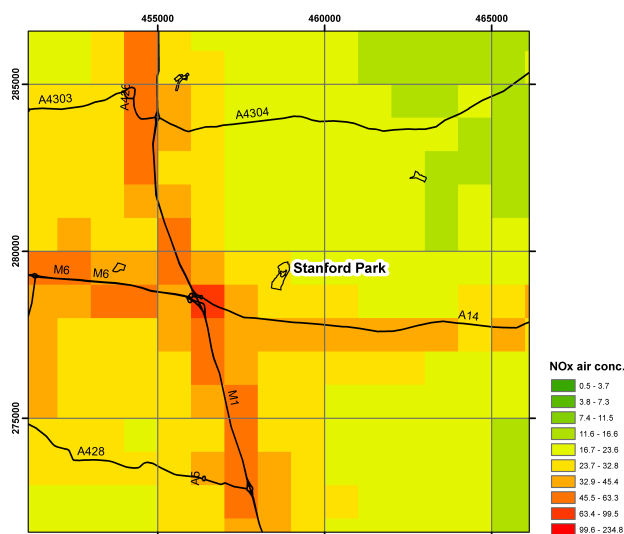 455000
460000
465000
285000
280000
275000
A4303
A426
A4304
M6
M6
Stanford Park
A14
M1
A428
A5
NOx air conc.
0.5 - 3.7
3.8 - 7.3
7.4 - 11.5
11.6 - 16.6
16.7 - 23.6
23.7 - 32.8
32.9 - 45.4
45.5 - 63.3
63.4 - 99.5
99.6 - 234.8